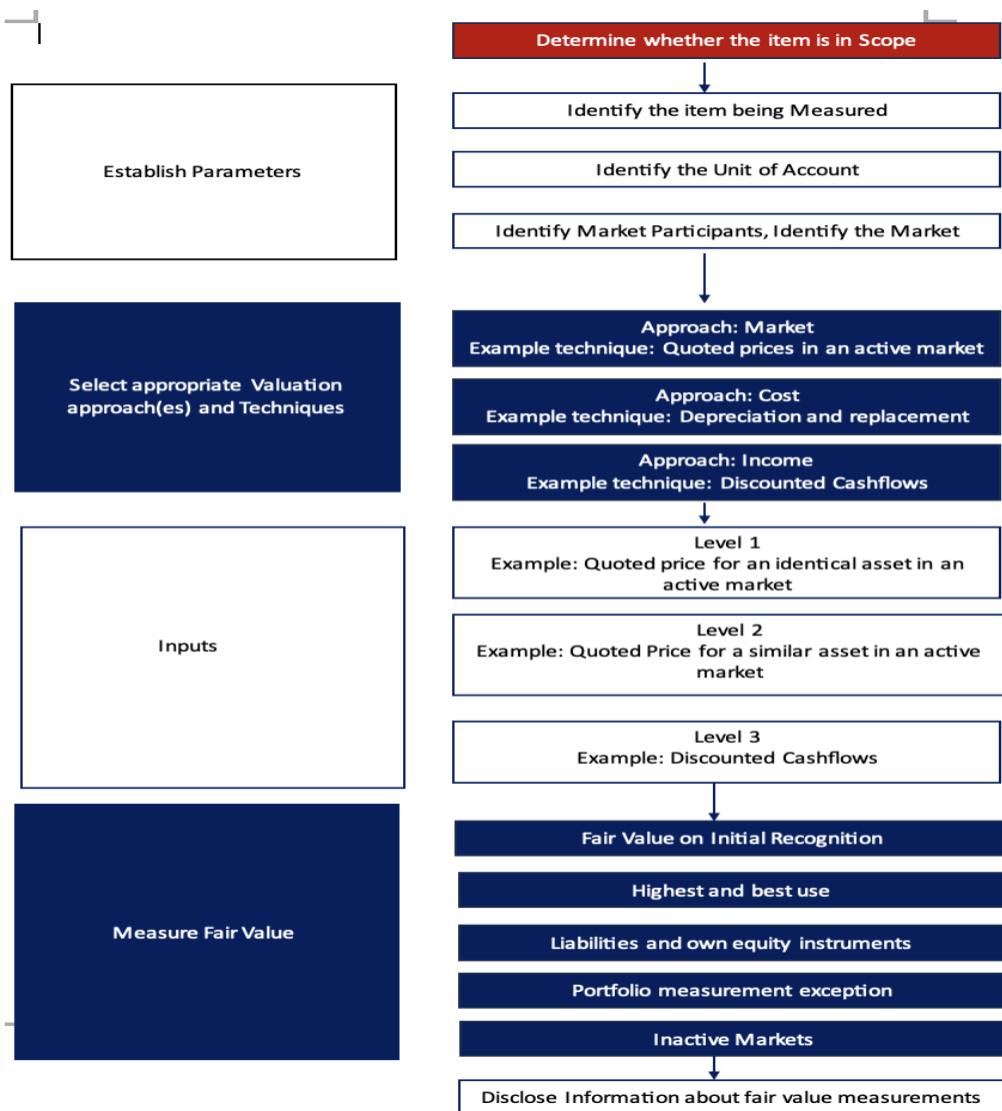 Determine whether the item is in Scope
Establish Parameters
Identify the item being Measured
Identify the Unit of Account
Identify Market Participants, Identify the Market
Select appropriate Valuation
approach(es) and Techniques
Approach: Market
Example technique: Quoted prices in an active market
Approach: Cost
Example technique: Depreciation and replacement
Approach: Income
Example technique: Discounted Cashflows
Inputs
Level 1
Example: Quoted price for an identical asset in an
active market
Level 2
Example: Quoted Price for a similar asset in an active
market
Level 3
Example: Discounted Cashflows
Measure Fair Value
Fair Value on Initial Recognition
Highest and best use
Liabilities and own equity instruments
Portfolio measurement exception
Inactive Markets
Disclose Information about fair value measurements